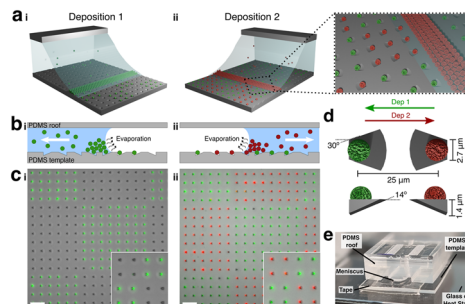 a
i
Deposition 1
ii
Deposition 2
b
i
PDMS roof
Evaporation
PDMS template
ii
Evaporation
c
i
ii
Dep 1
Dep 2
d
30°
2.7 µm
25 µm
14°
1.4 µm
e
PDMS
roof
Meniscus
Tape
PDMS
templ
Glass